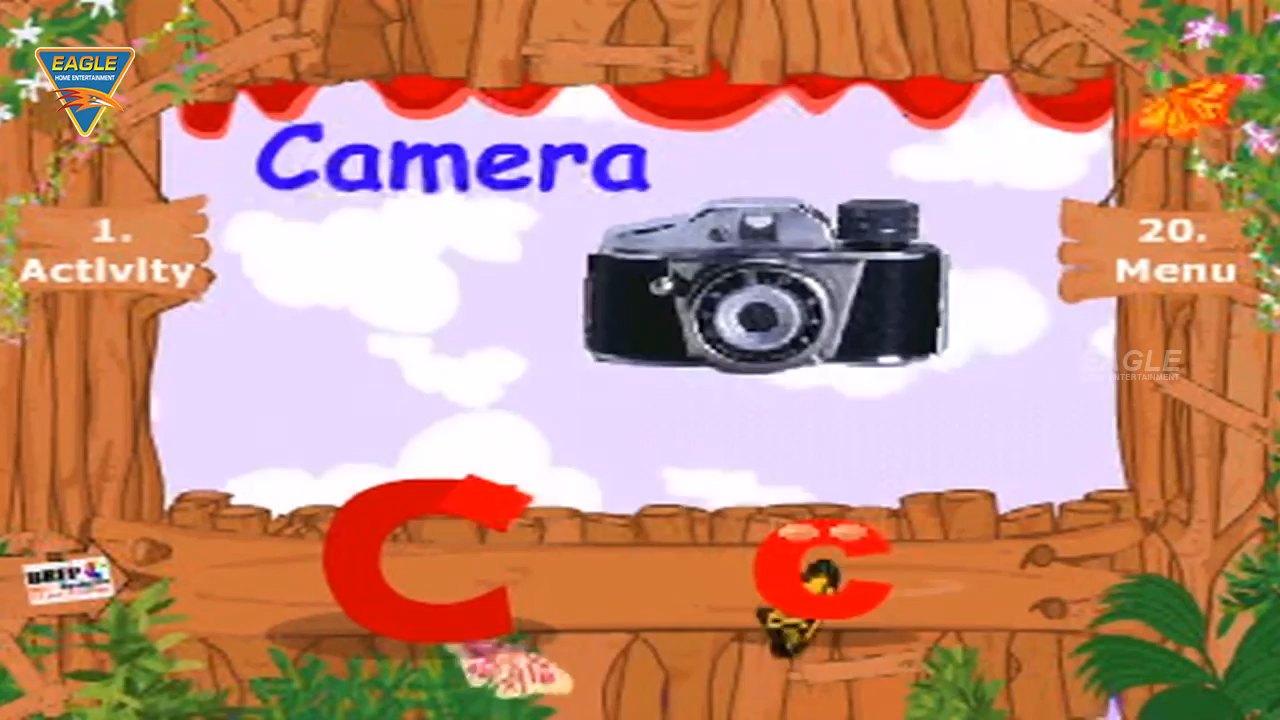 EAGLE
HOME ENTERTAINMENT
Camera
1.
Activity
20.
Menu
EAGLE
ENTERTAINMENT
C
c